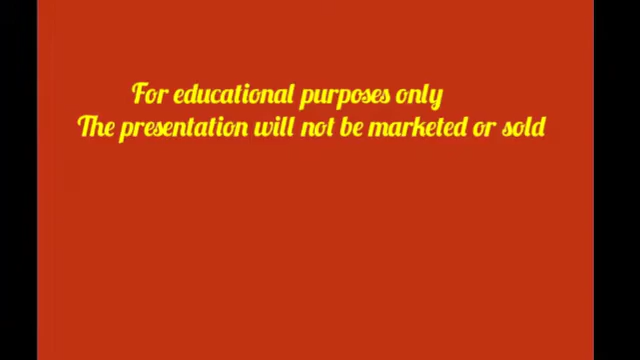 For educational purposes only
The presentation will not be marketed or sold